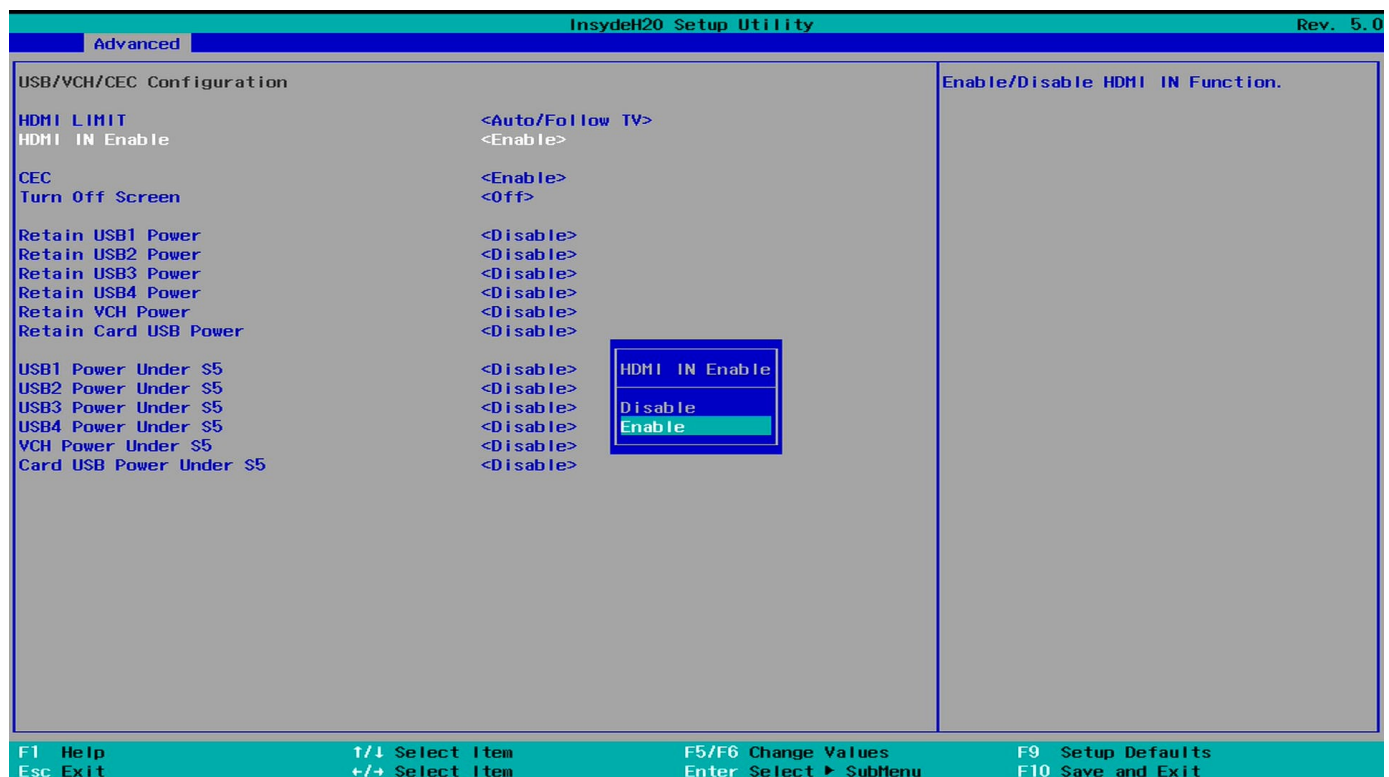 InsydeH20 Setup Utility Rev. 5.0
Advanced
USB/VCH/CEC Configuration
Enable/Disable HDMI IN Function.
HDMI LIMIT <Auto/Follow TV>
HDMI IN Enable <Enable>
CEC <Enable>
Turn Off Screen <Off>
Retain USB1 Power <Disable>
Retain USB2 Power <Disable>
Retain USB3 Power <Disable>
Retain USB4 Power <Disable>
Retain VCH Power <Disable>
Retain Card USB Power <Disable>
USB1 Power Under S5 <Disable>
USB2 Power Under S5 <Disable>
USB3 Power Under S5 <Disable>
USB4 Power Under S5 <Disable>
VCH Power Under S5 <Disable>
Card USB Power Under S5 <Disable>
HDMI IN Enable
Disable
Enable
F1 Help ↑/↓ Select Item F5/F6 Change Values F9 Setup Defaults
Esc Exit ←/→ Select Item Enter Select ▶ SubMenu F10 Save and Exit